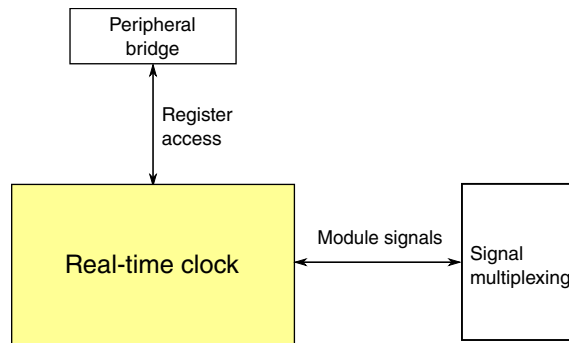 Peripheral
bridge
Register
access
Real-time clock
Module signals
Signal
multiplexing